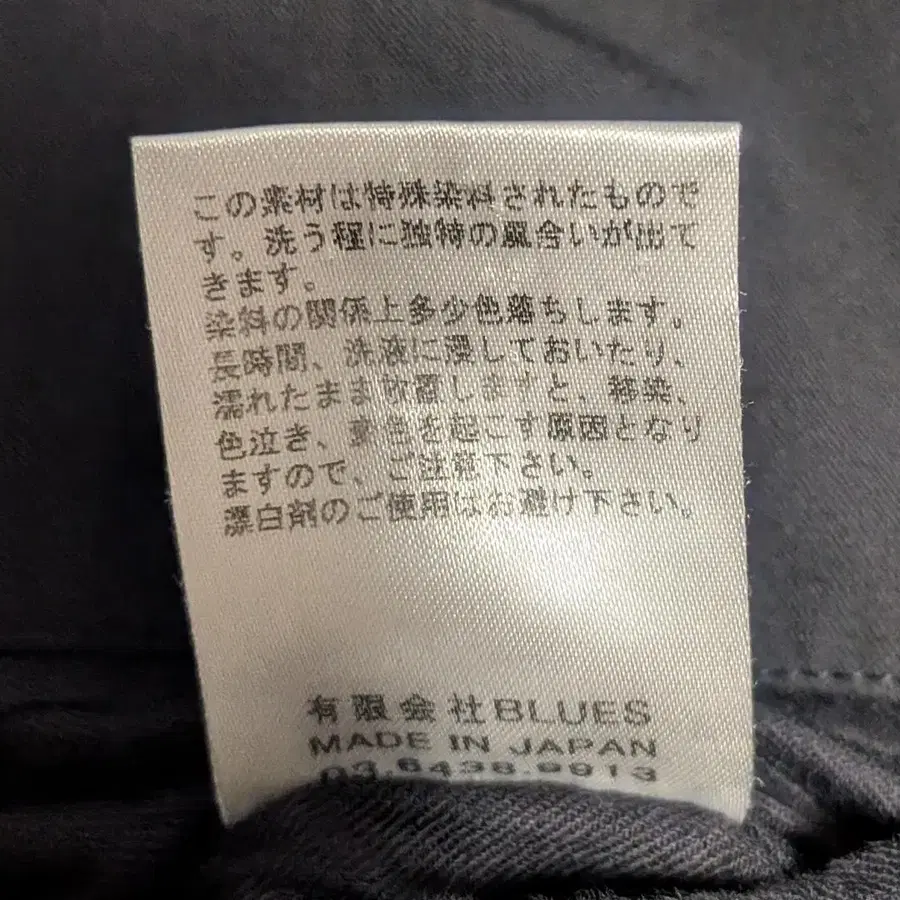 この素材は特殊染料されたもので
す。洗う程に独特の風合いが出て
きます。
染料の関係上多少色落ちします。
長時間、洗液に浸しておいたり、
濡れたまま放置しますと、移染、
色泣き、変色を起こす原因となり
ますので、ご注意下さい。
漂白剤のご使用はお避け下さい。
有限会社BLUES
MADE IN JAPAN
03.6438.9913